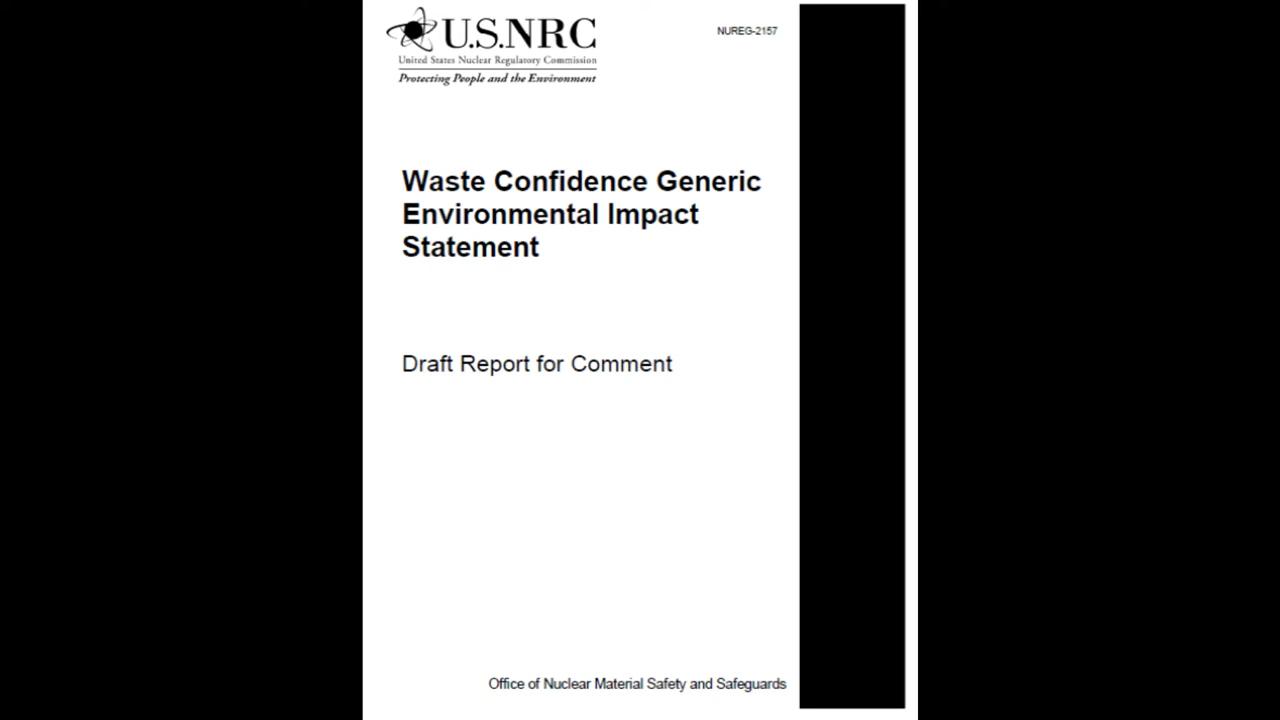 U.S.NRC
NUREG-2157
United States Nuclear Regulatory Commission
Protecting People and the Environment
Waste Confidence Generic
Environmental Impact
Statement
Draft Report for Comment
Office of Nuclear Material Safety and Safeguards